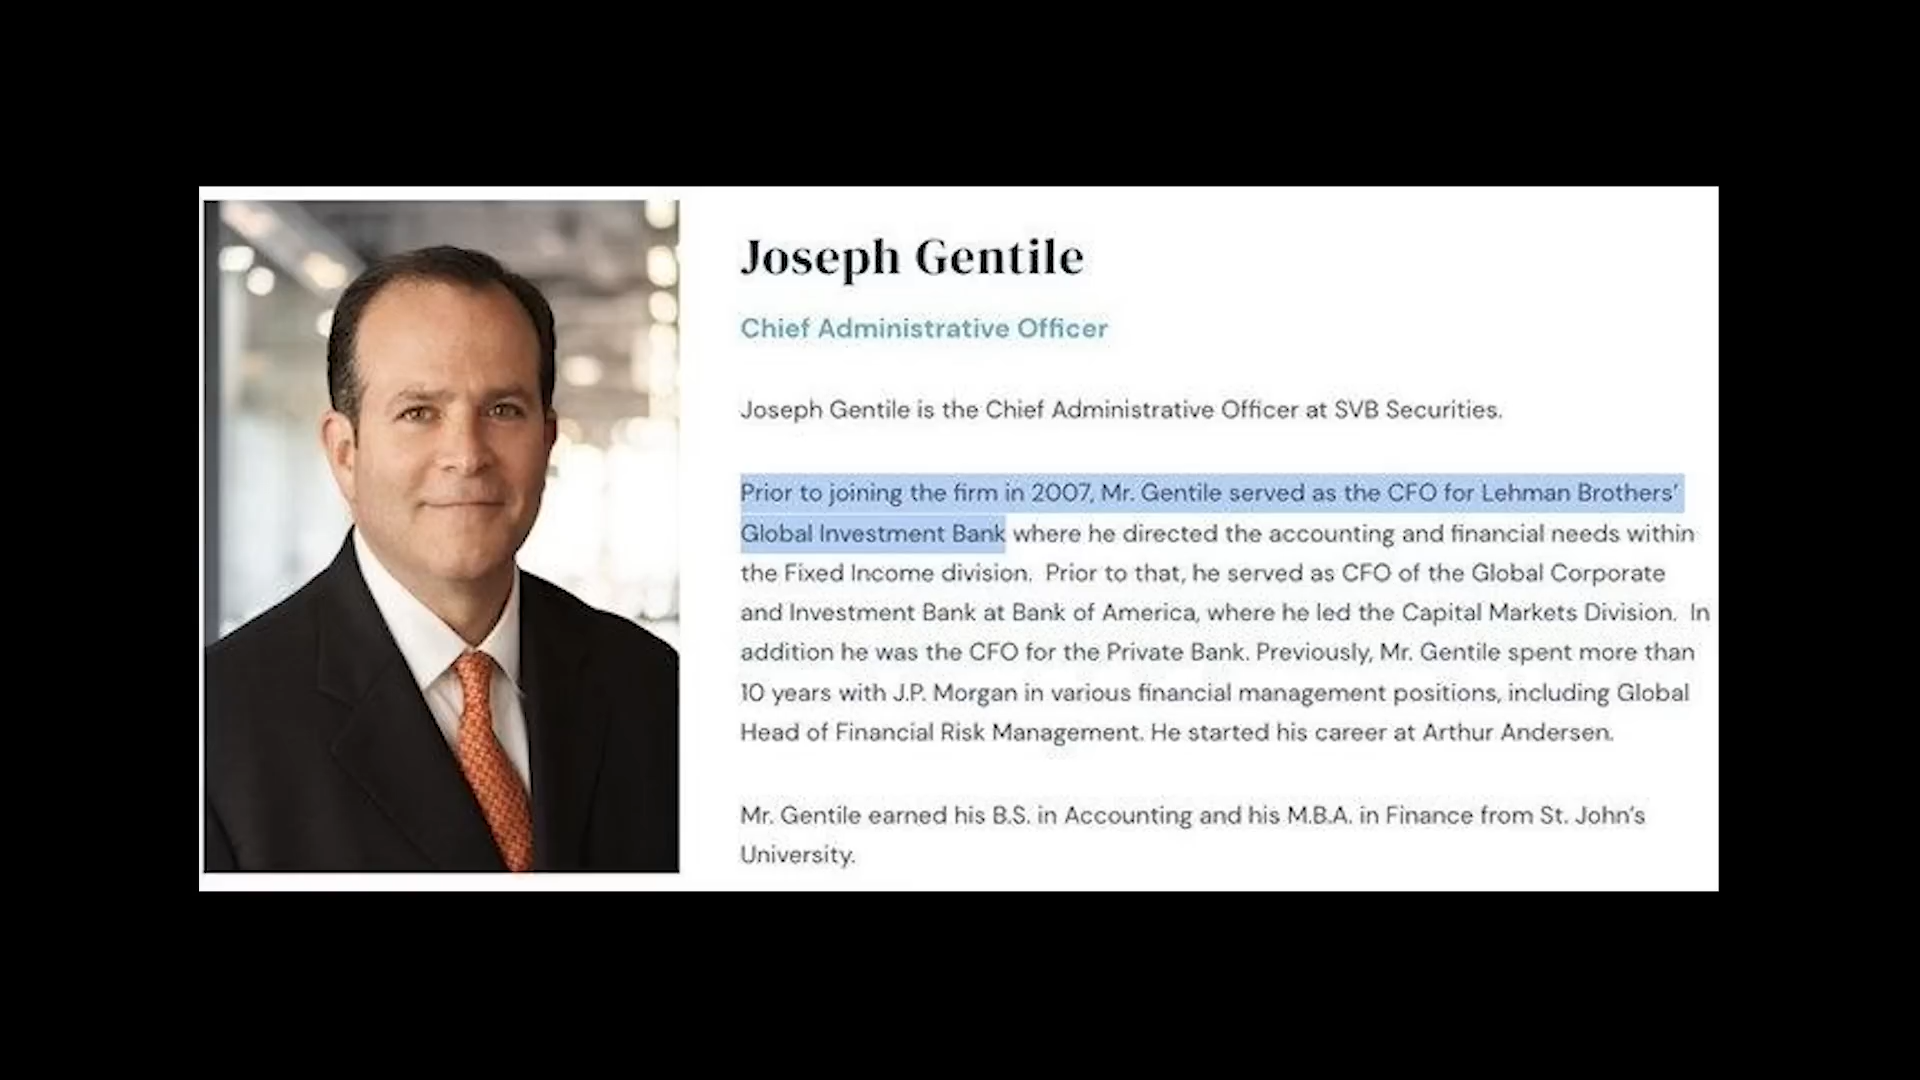 Joseph Gentile
Chief Administrative Officer
Joseph Gentile is the Chief Administrative Officer at SVB Securities.
Prior to joining the firm in 2007, Mr. Gentile served as the CFO for Lehman Brothers’
Global Investment Bank where he directed the accounting and financial needs within
the Fixed Income division.  Prior to that, he served as CFO of the Global Corporate
and Investment Bank at Bank of America, where he led the Capital Markets Division.  In
addition he was the CFO for the Private Bank. Previously, Mr. Gentile spent more than
10 years with J.P. Morgan in various financial management positions, including Global
Head of Financial Risk Management. He started his career at Arthur Andersen.
Mr. Gentile earned his B.S. in Accounting and his M.B.A. in Finance from St. John’s
University.